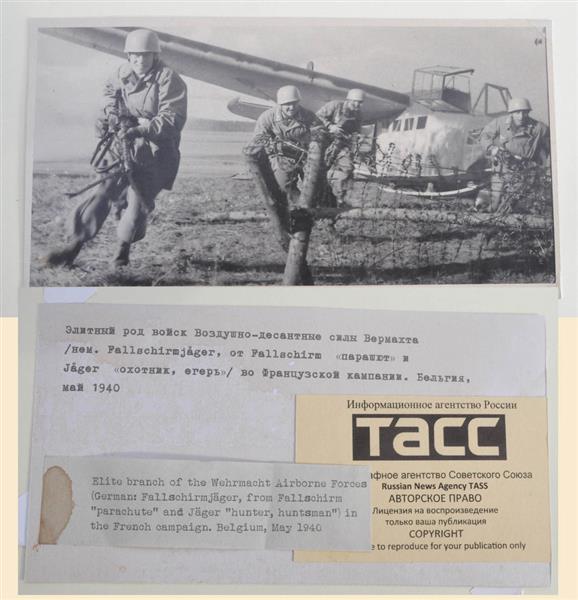 Элитный род войск Воздушно-десантные силы Вермахта
/нем. Fallschirmjäger, от Fallschirm «парашют» и
Jäger «охотник, егерь»/ во Французской кампании. Бельгия,
май 1940
Информационное агентство России
ТАСС
Советского Союза
Russian News Agency TASS
АВТОРСКОЕ ПРАВО
Лицензия на воспроизведение
только ваша публикация
COPYRIGHT
to reproduce for your publication only
Elite branch of the Wehrmacht Airborne Forces
(German: Fallschirmjäger, from Fallschirm
"parachute" and Jäger "hunter, huntsman") in
the French campaign. Belgium, May 1940